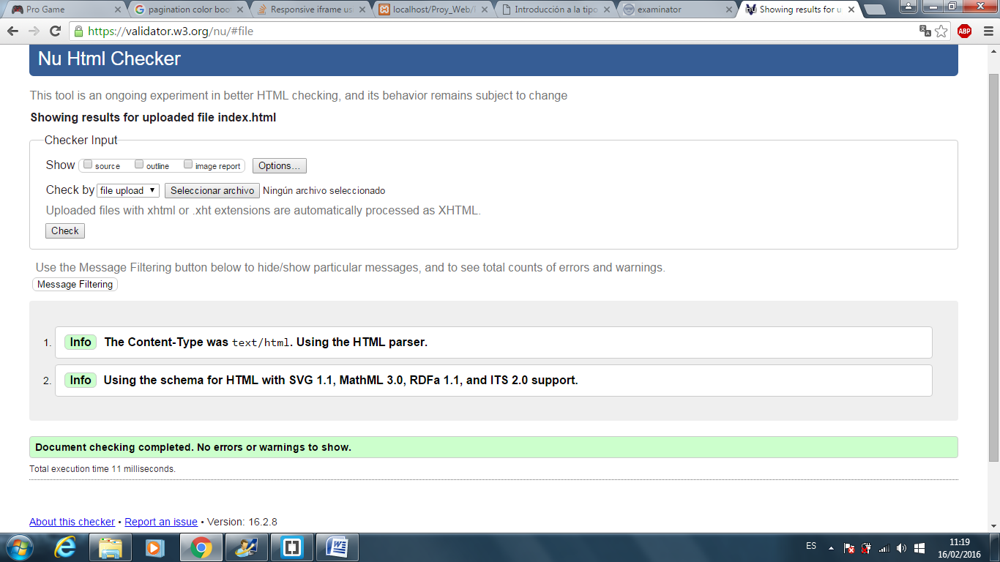 Pro Game
pagination color boo
Responsive iframe us
localhost/Proy_Web/
Introducción a la tipo
examinator
Showing results for u
https://validator.w3.org/nu/#file
ABP
Nu Html Checker
This tool is an ongoing experiment in better HTML checking, and its behavior remains subject to change
Showing results for uploaded file index.html
Checker Input
Show source outline image report Options...
Check by file upload Seleccionar archivo Ningún archivo seleccionado
Uploaded files with xhtml or .xht extensions are automatically processed as XHTML.
Check
Use the Message Filtering button below to hide/show particular messages, and to see total counts of errors and warnings.
Message Filtering
1. Info The Content-Type was text/html. Using the HTML parser.
2. Info Using the schema for HTML with SVG 1.1, MathML 3.0, RDFa 1.1, and ITS 2.0 support.
Document checking completed. No errors or warnings to show.
Total execution time 11 milliseconds.
About this checker • Report an issue • Version: 16.2.8
ES
11:19
16/02/2016